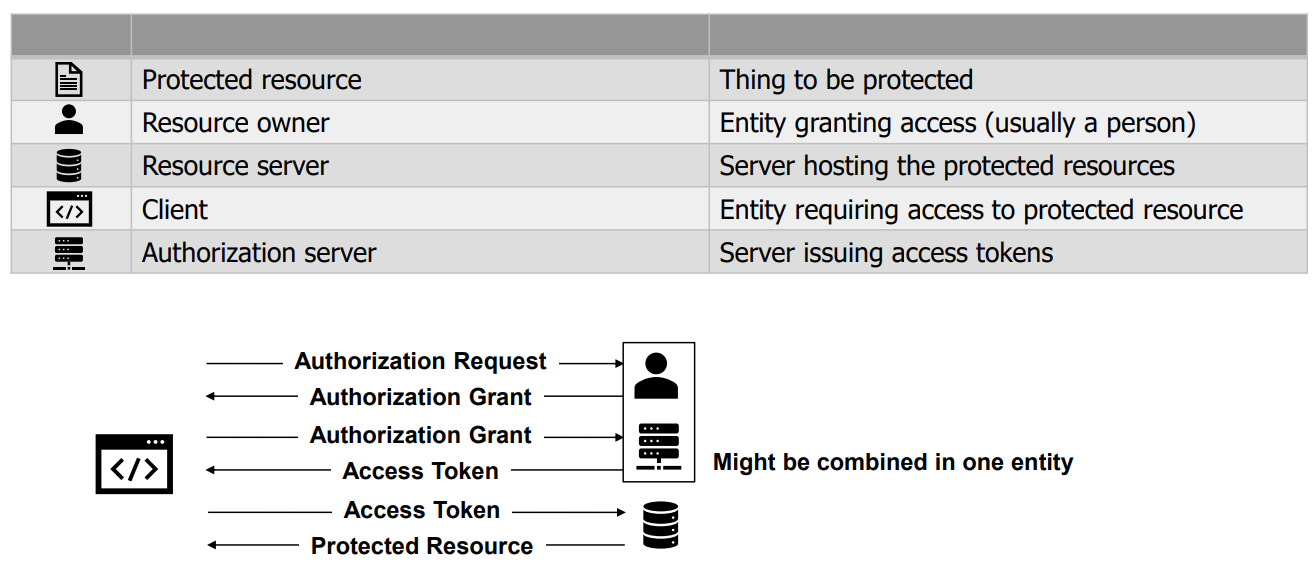 Protected resource Thing to be protected
Resource owner Entity granting access (usually a person)
Resource server Server hosting the protected resources
</> Client Entity requiring access to protected resource
Authorization server Server issuing access tokens
Authorization Request
Authorization Grant
Authorization Grant
</> Access Token
Might be combined in one entity
Access Token
Protected Resource